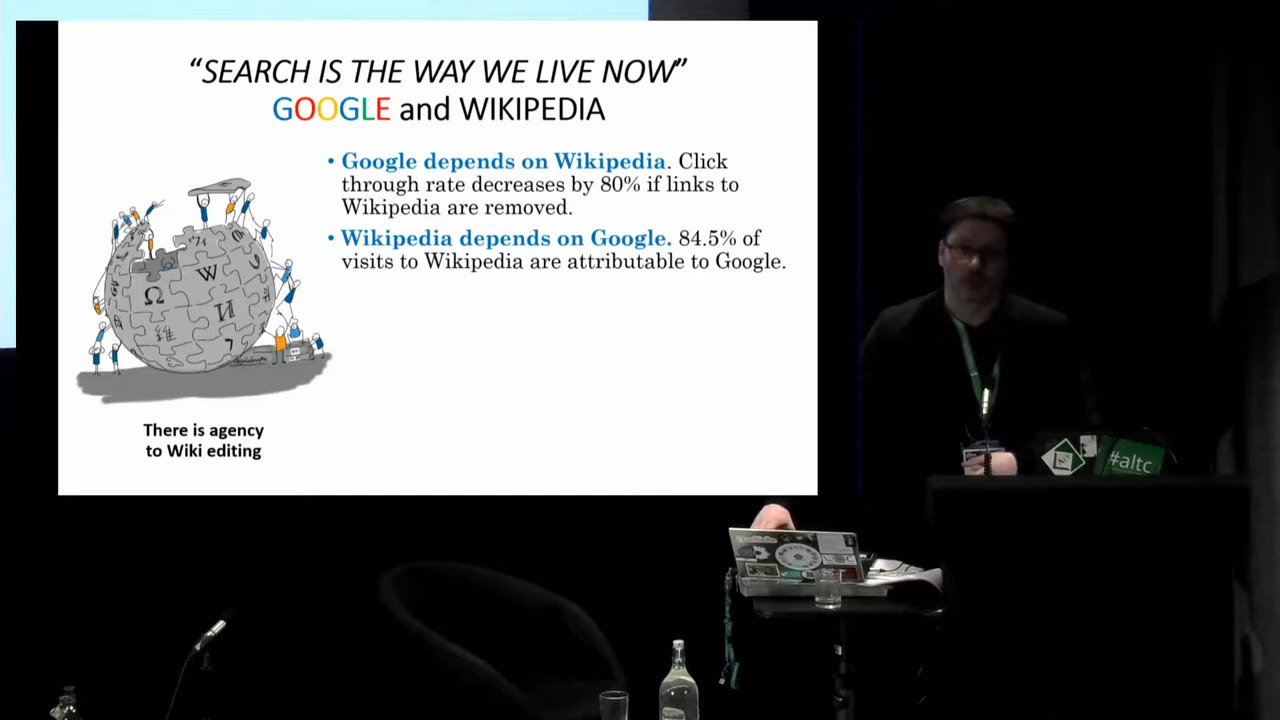 “SEARCH IS THE WAY WE LIVE NOW”
GOOGLE and WIKIPEDIA
• Google depends on Wikipedia. Click
through rate decreases by 80% if links to
Wikipedia are removed.
• Wikipedia depends on Google. 84.5% of
visits to Wikipedia are attributable to Google.
W
Ω
И
維
7
There is agency
to Wiki editing
#altc